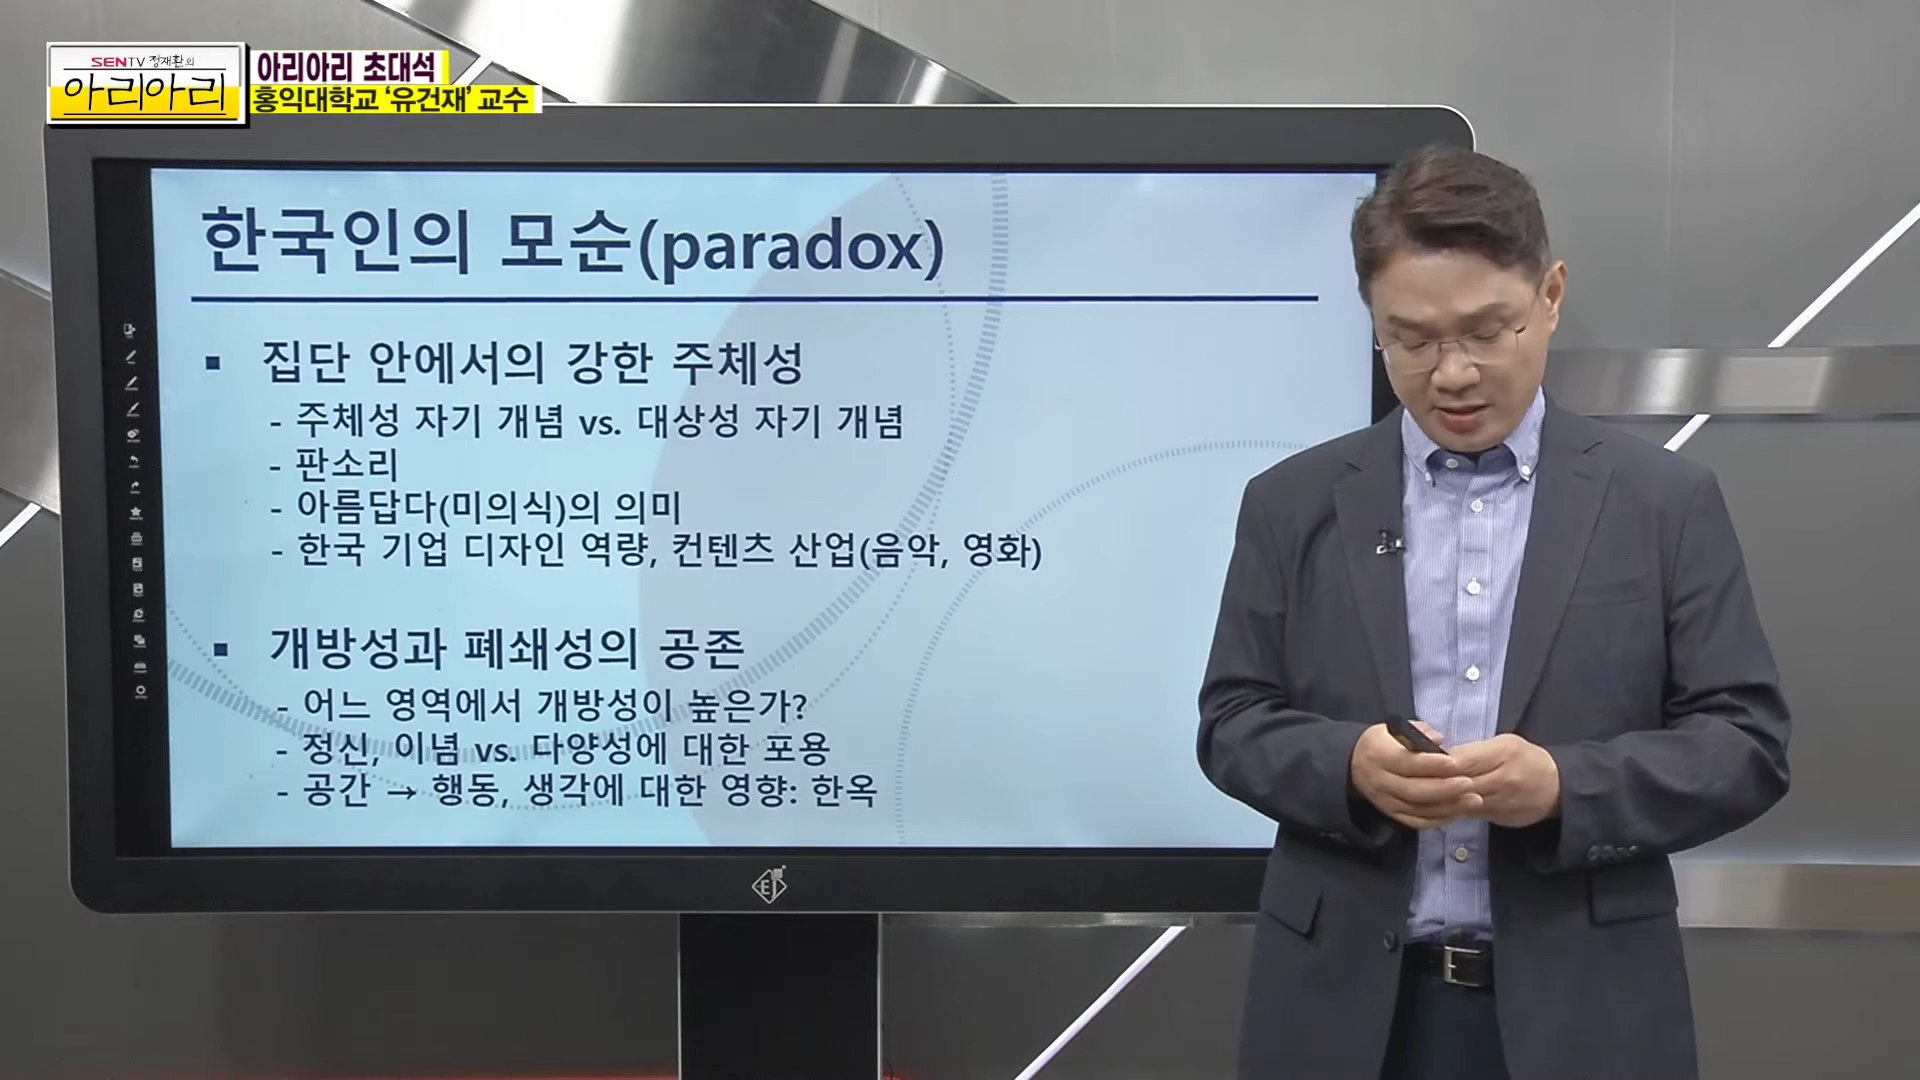 SENTV 정재환의
아리아리
아리아리 초대석
홍익대학교 ‘유건재’ 교수
한국인의 모순(paradox)
▪ 집단 안에서의 강한 주체성
- 주체성 자기 개념 vs. 대상성 자기 개념
- 판소리
- 아름답다(미의식)의 의미
- 한국 기업 디자인 역량, 컨텐츠 산업(음악, 영화)
▪ 개방성과 폐쇄성의 공존
- 어느 영역에서 개방성이 높은가?
- 정신, 이념 vs. 다양성에 대한 포용
- 공간 → 행동, 생각에 대한 영향: 한옥